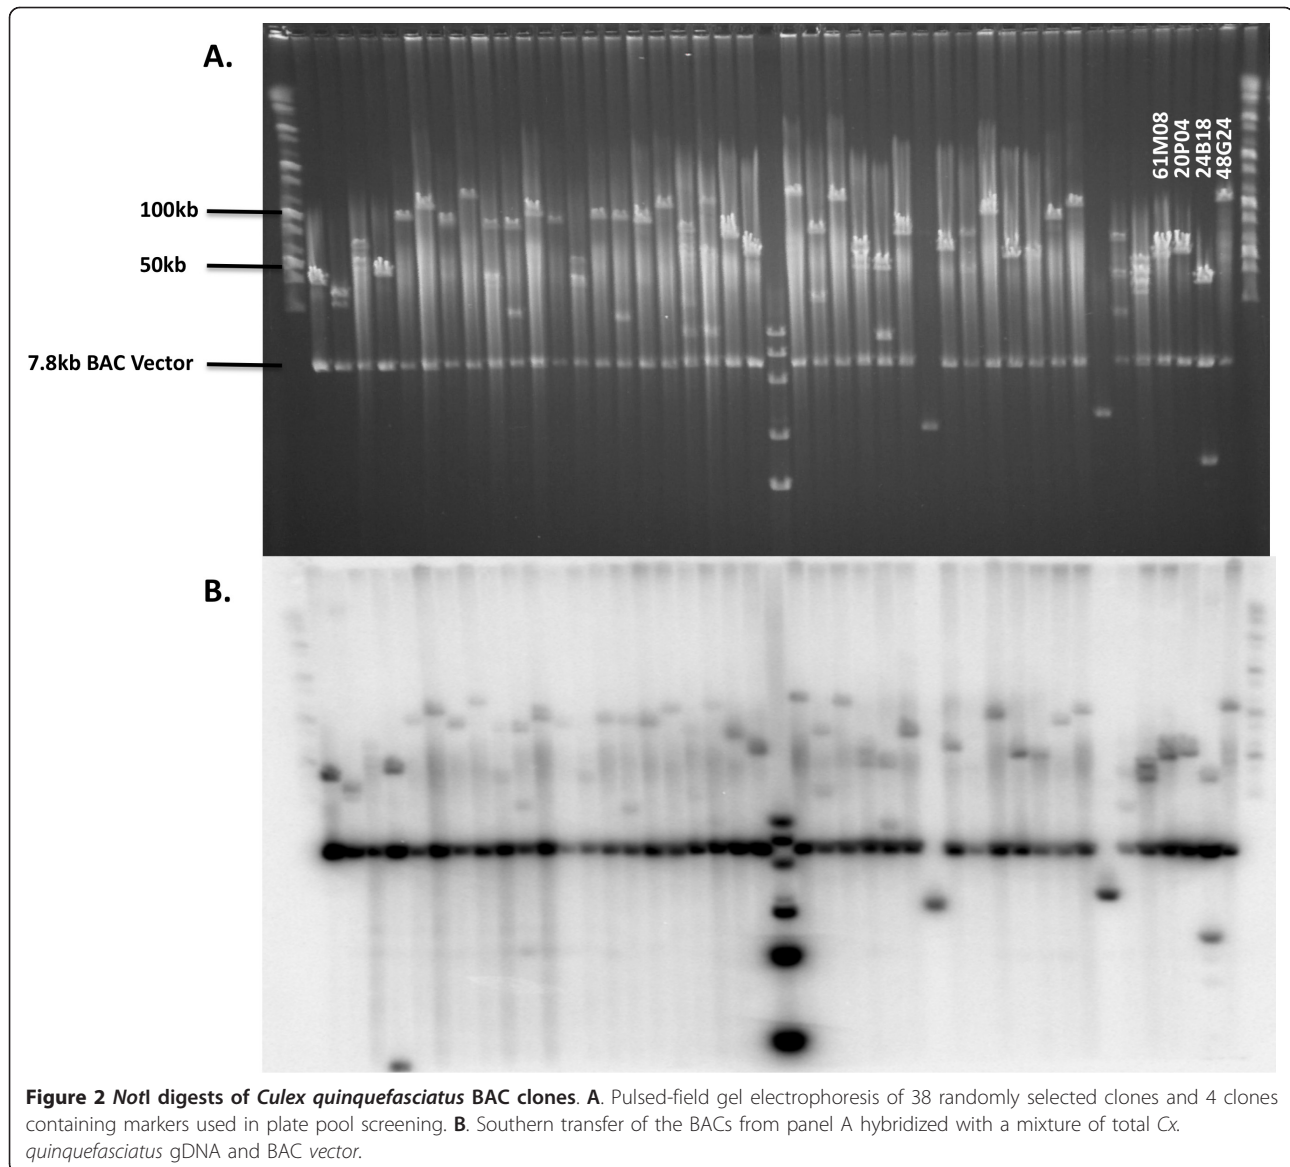 A.
61M08
20P04
24B18
48G24
100kb
50kb
7.8kb BAC Vector
B.
Figure 2 NotI digests of Culex quinquefasciatus BAC clones. A. Pulsed-field gel electrophoresis of 38 randomly selected clones and 4 clones
containing markers used in plate pool screening. B. Southern transfer of the BACs from panel A hybridized with a mixture of total Cx.
quinquefasciatus gDNA and BAC vector.